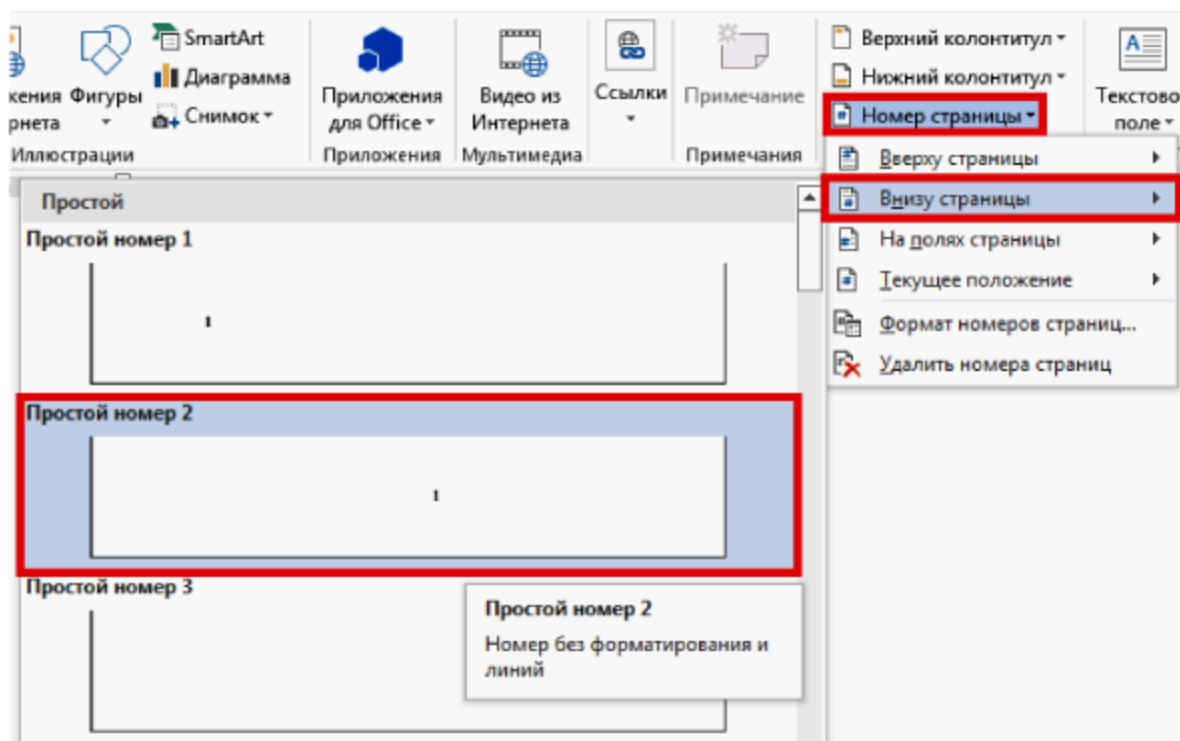 SmartArt
Диаграмма
Снимок
Фигуры
Иллюстрации
Приложения
для Office
Приложения
Видео из
Интернета
Мультимедиа
Ссылки
Примечание
Примечания
Верхний колонтитул
Нижний колонтитул
Номер страницы
поле
Вверху страницы
Внизу страницы
На полях страницы
Текущее положение
Формат номеров страниц...
Удалить номера страниц
Простой
Простой номер 1
1
Простой номер 2
1
Простой номер 3
Простой номер 2
Номер без форматирования и
линий